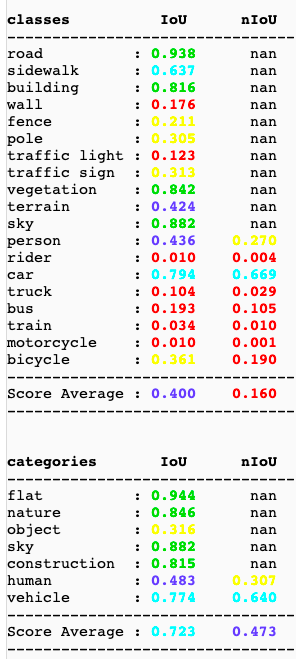 classes IoU nIoU
--------------------------------
road : 0.938 nan
sidewalk : 0.637 nan
building : 0.816 nan
wall : 0.176 nan
fence : 0.211 nan
pole : 0.305 nan
traffic light : 0.123 nan
traffic sign : 0.313 nan
vegetation : 0.842 nan
terrain : 0.424 nan
sky : 0.882 nan
person : 0.436 0.270
rider : 0.010 0.004
car : 0.794 0.669
truck : 0.104 0.029
bus : 0.193 0.105
train : 0.034 0.010
motorcycle : 0.010 0.001
bicycle : 0.361 0.190
--------------------------------
Score Average : 0.400 0.160
--------------------------------
categories IoU nIoU
--------------------------------
flat : 0.944 nan
nature : 0.846 nan
object : 0.316 nan
sky : 0.882 nan
construction : 0.815 nan
human : 0.483 0.307
vehicle : 0.774 0.640
--------------------------------
Score Average : 0.723 0.473
--------------------------------